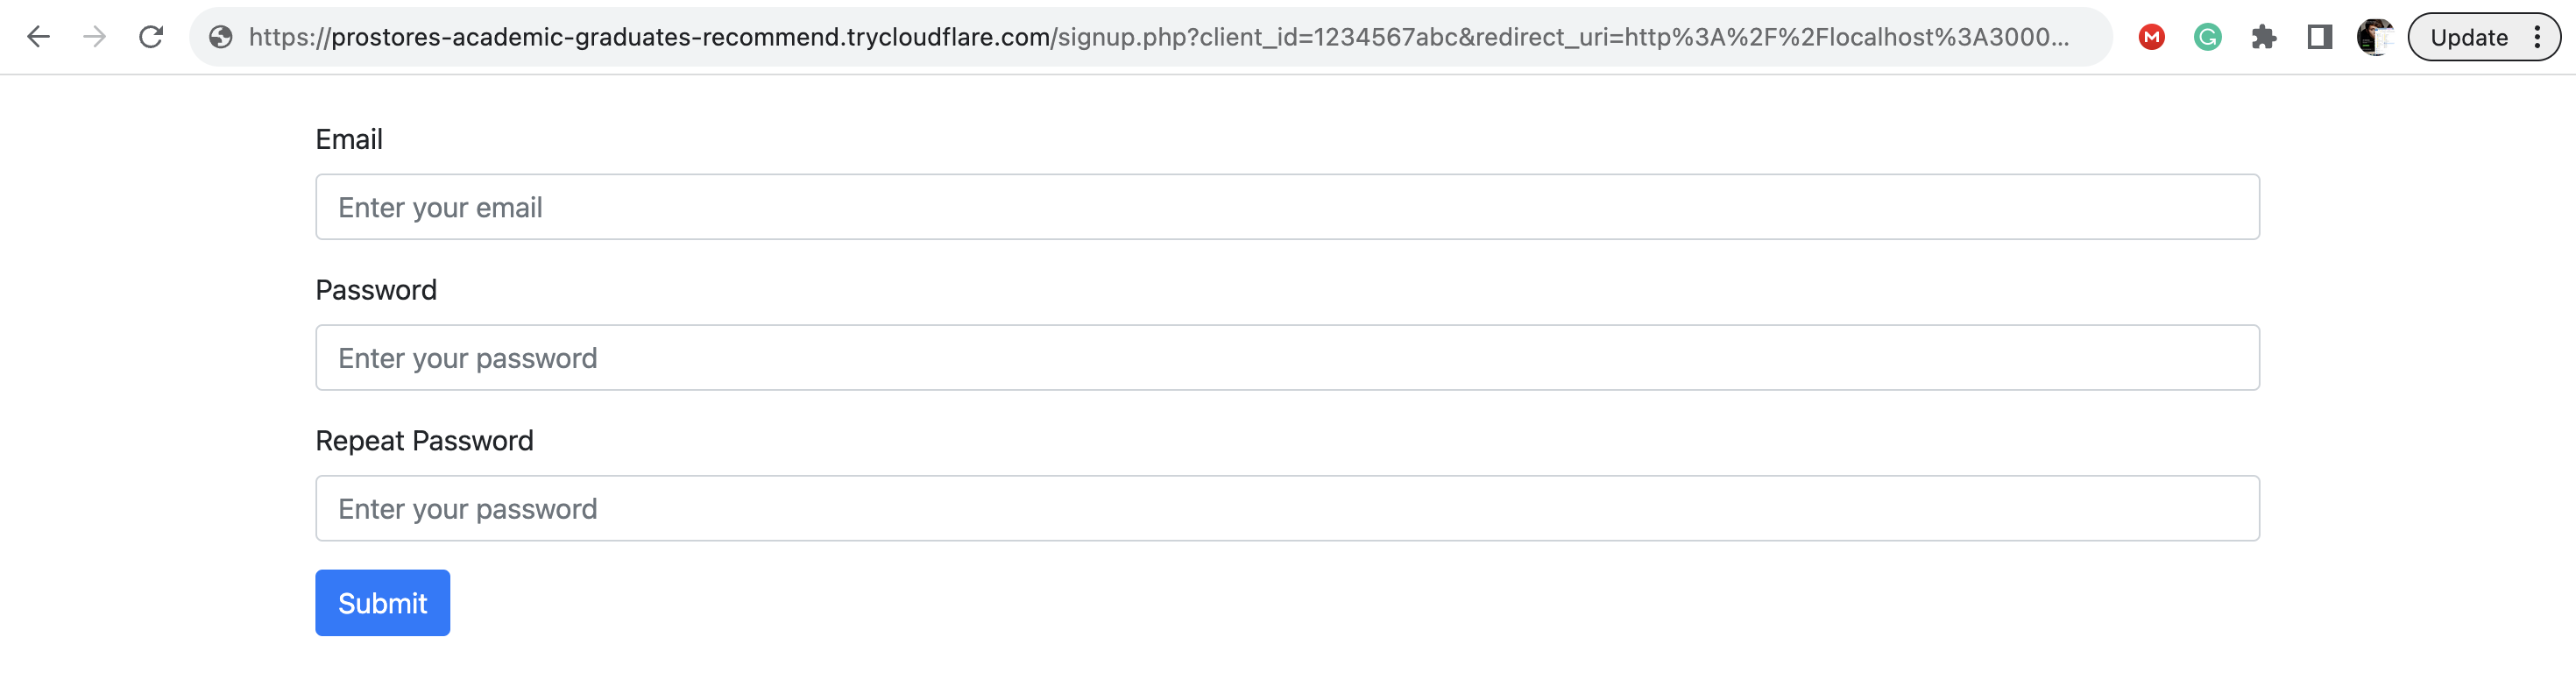 https://prostores-academic-graduates-recommend.trycloudflare.com/signup.php?client_id=1234567abc&redirect_uri=http%3A%2F%2Flocalhost%3A3000... Update
Email
Enter your email
Password
Enter your password
Repeat Password
Enter your password
Submit